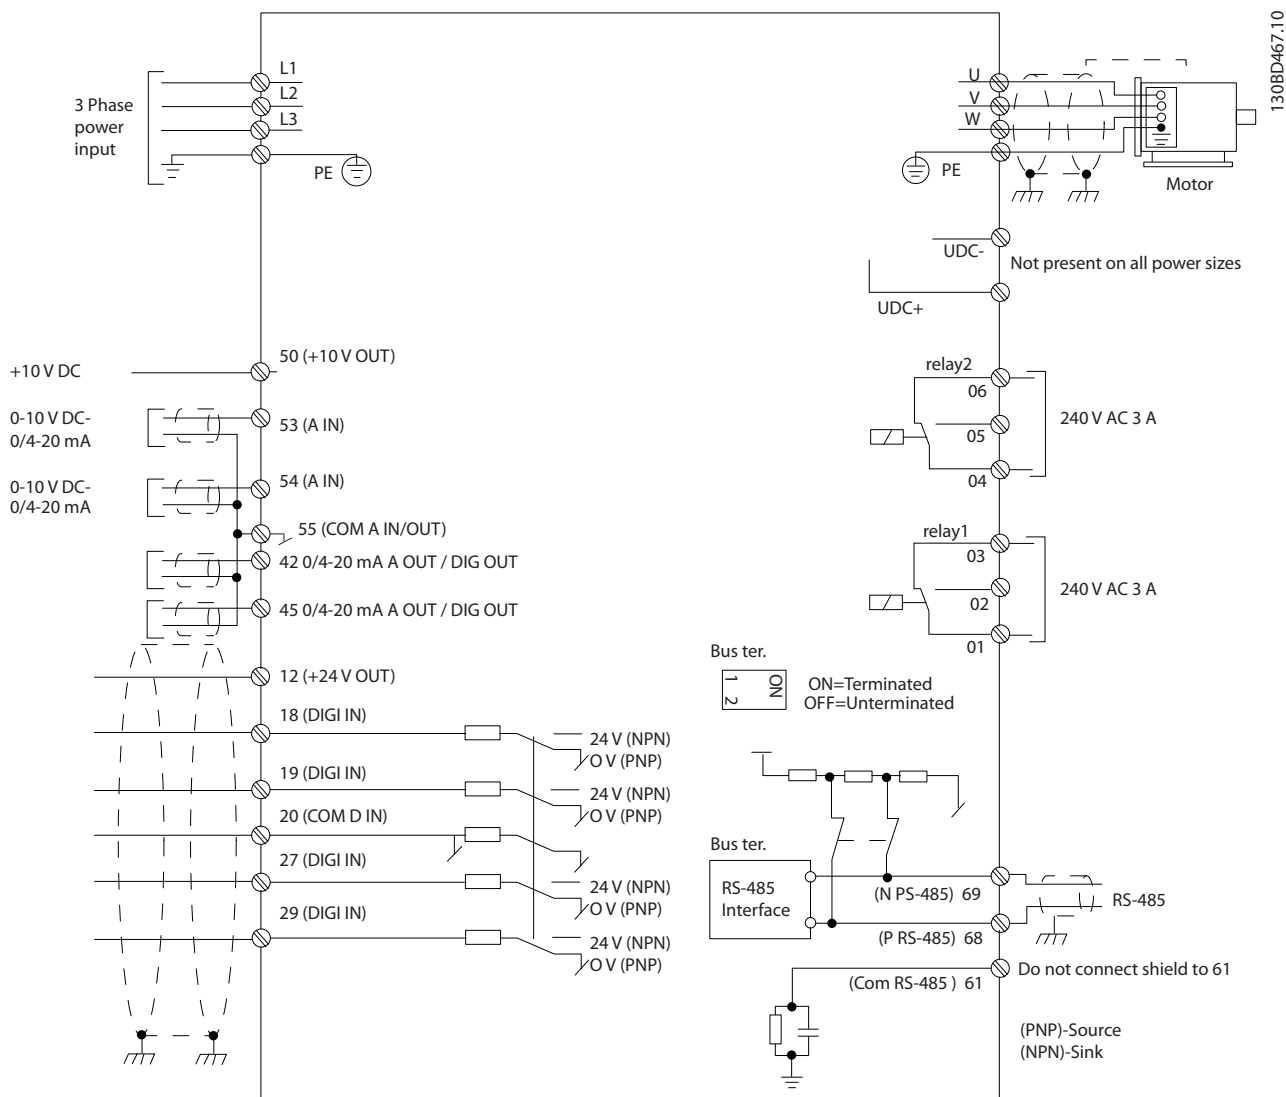 130BD467.10
3 Phase
power
input
L1
L2
L3
PE
U
V
W
PE
Motor
UDC-
Not present on all power sizes
UDC+
+10 V DC
50 (+10 V OUT)
0-10 V DC-
0/4-20 mA
53 (A IN)
0-10 V DC-
0/4-20 mA
54 (A IN)
55 (COM A IN/OUT)
42 0/4-20 mA A OUT / DIG OUT
45 0/4-20 mA A OUT / DIG OUT
12 (+24 V OUT)
18 (DIGI IN)
24 V (NPN)
O V (PNP)
19 (DIGI IN)
24 V (NPN)
O V (PNP)
20 (COM D IN)
27 (DIGI IN)
24 V (NPN)
O V (PNP)
29 (DIGI IN)
24 V (NPN)
O V (PNP)
relay2
06
05
04
240 V AC 3 A
relay1
03
02
01
240 V AC 3 A
Bus ter.
1
2
ON
ON=Terminated
OFF=Unterminated
Bus ter.
RS-485
Interface
(N PS-485) 69
RS-485
(P RS-485) 68
(Com RS-485 ) 61
Do not connect shield to 61
(PNP)-Source
(NPN)-Sink